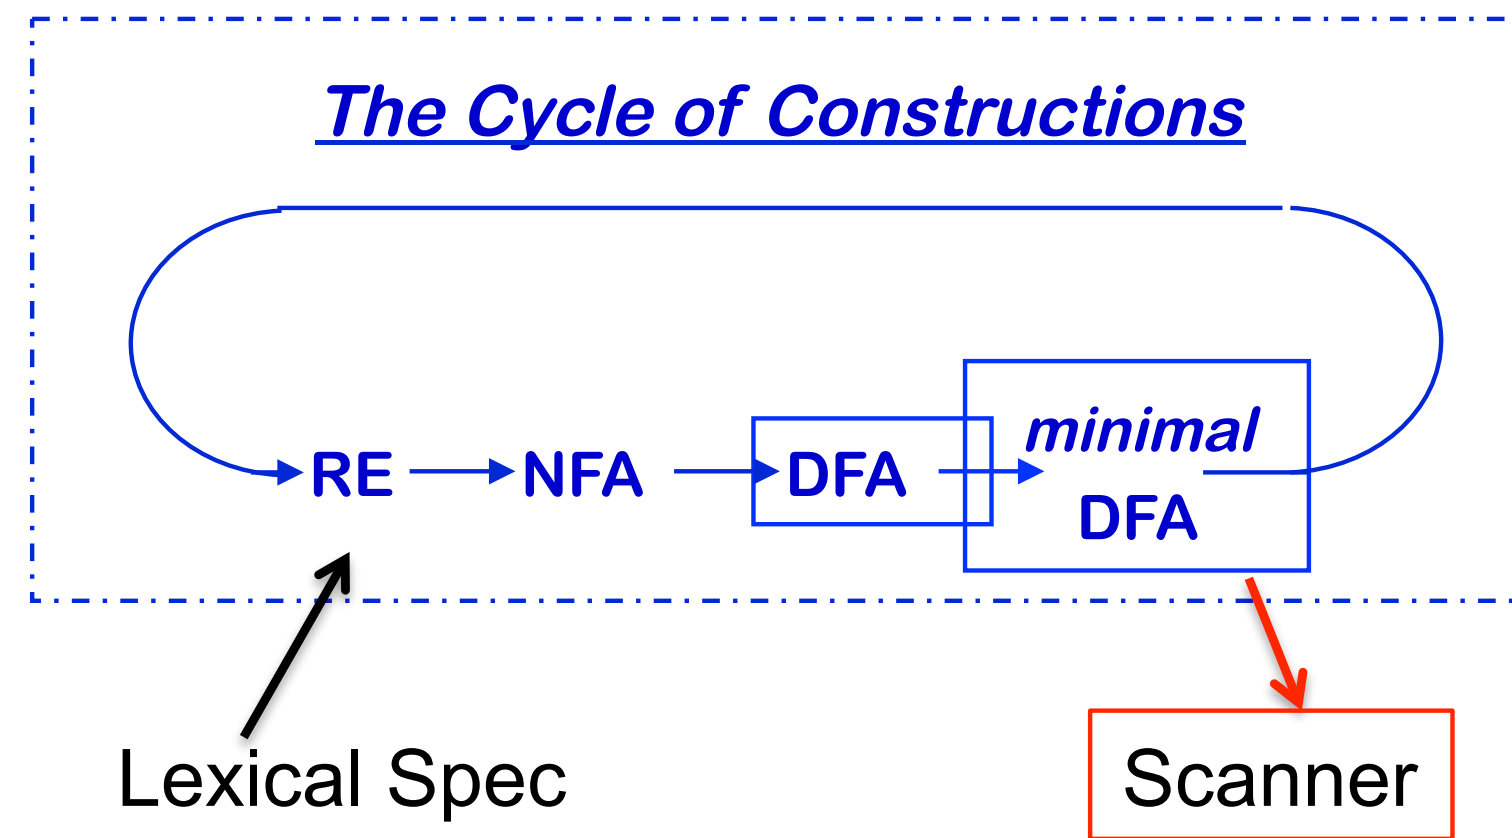 The Cycle of Constructions
minimal
RE NFA DFA
DFA
Lexical Spec
Scanner